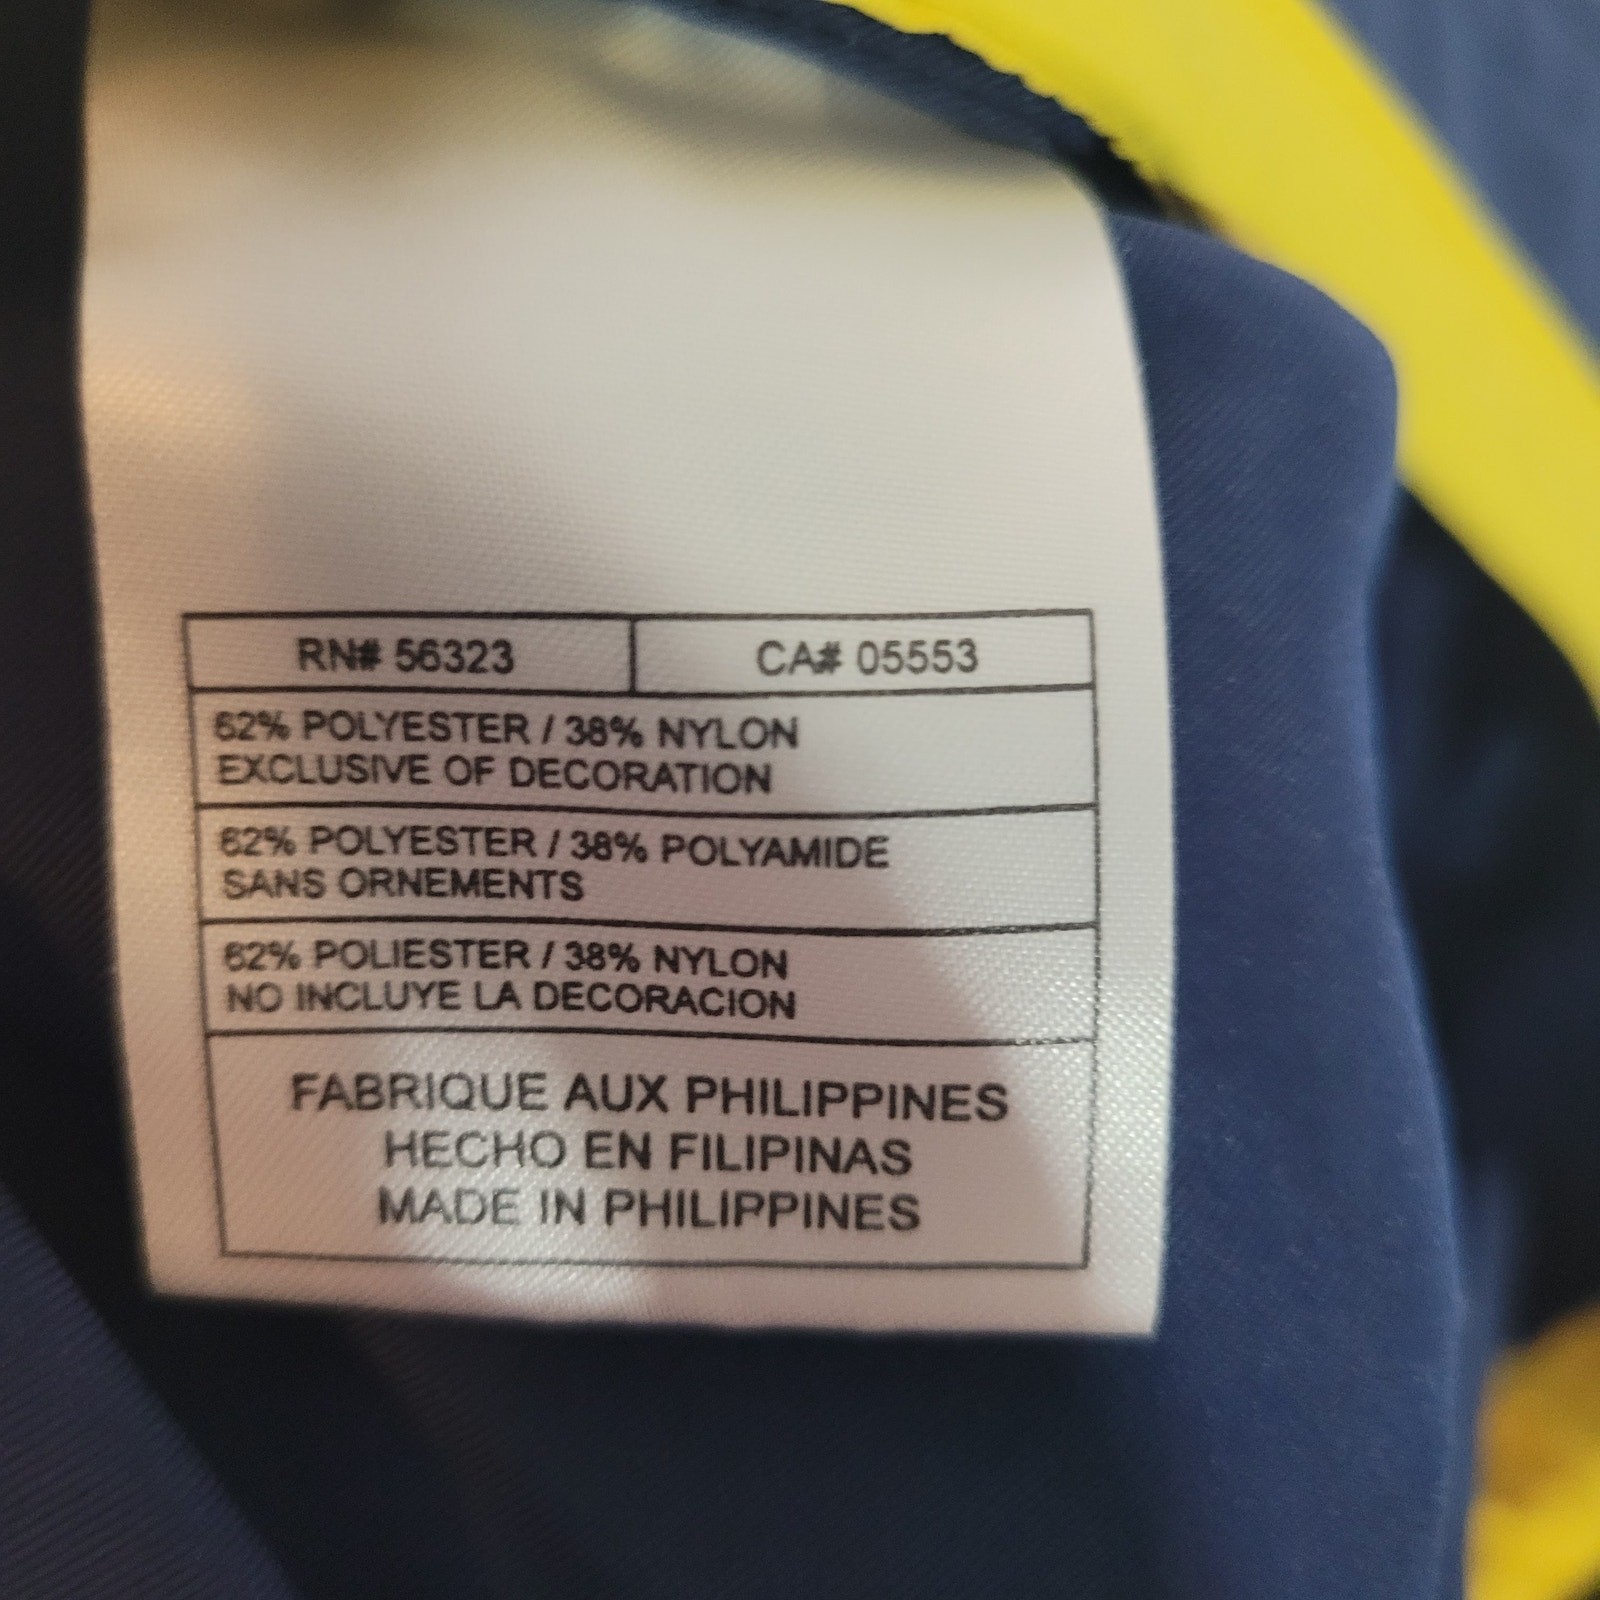 RN# 56323
CA# 05553
62% POLYESTER / 38% NYLON
EXCLUSIVE OF DECORATION
62% POLYESTER / 38% POLYAMIDE
SANS ORNEMENTS
62% POLIESTER / 38% NYLON
NO INCLUYE LA DECORACION
FABRIQUE AUX PHILIPPINES
HECHO EN FILIPINAS
MADE IN PHILIPPINES